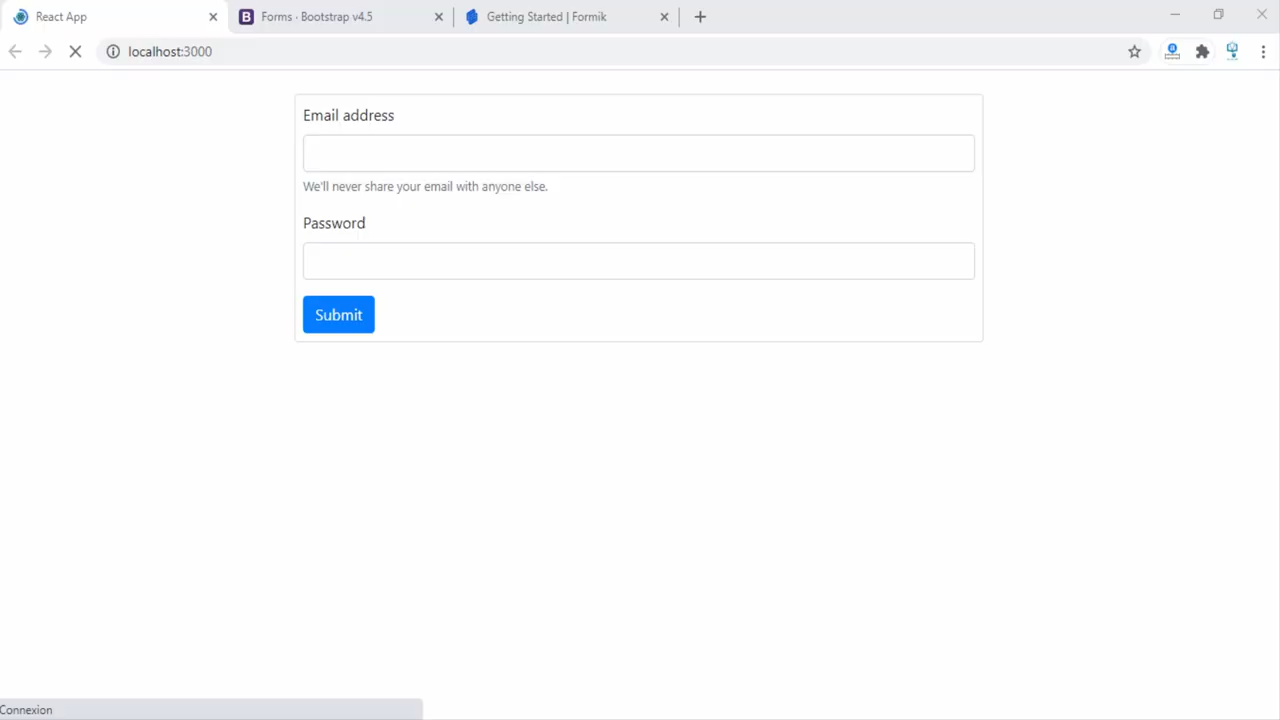 React App
Forms · Bootstrap v4.5
Getting Started | Formik
localhost:3000
Email address
We'll never share your email with anyone else.
Password
Submit
Connexion